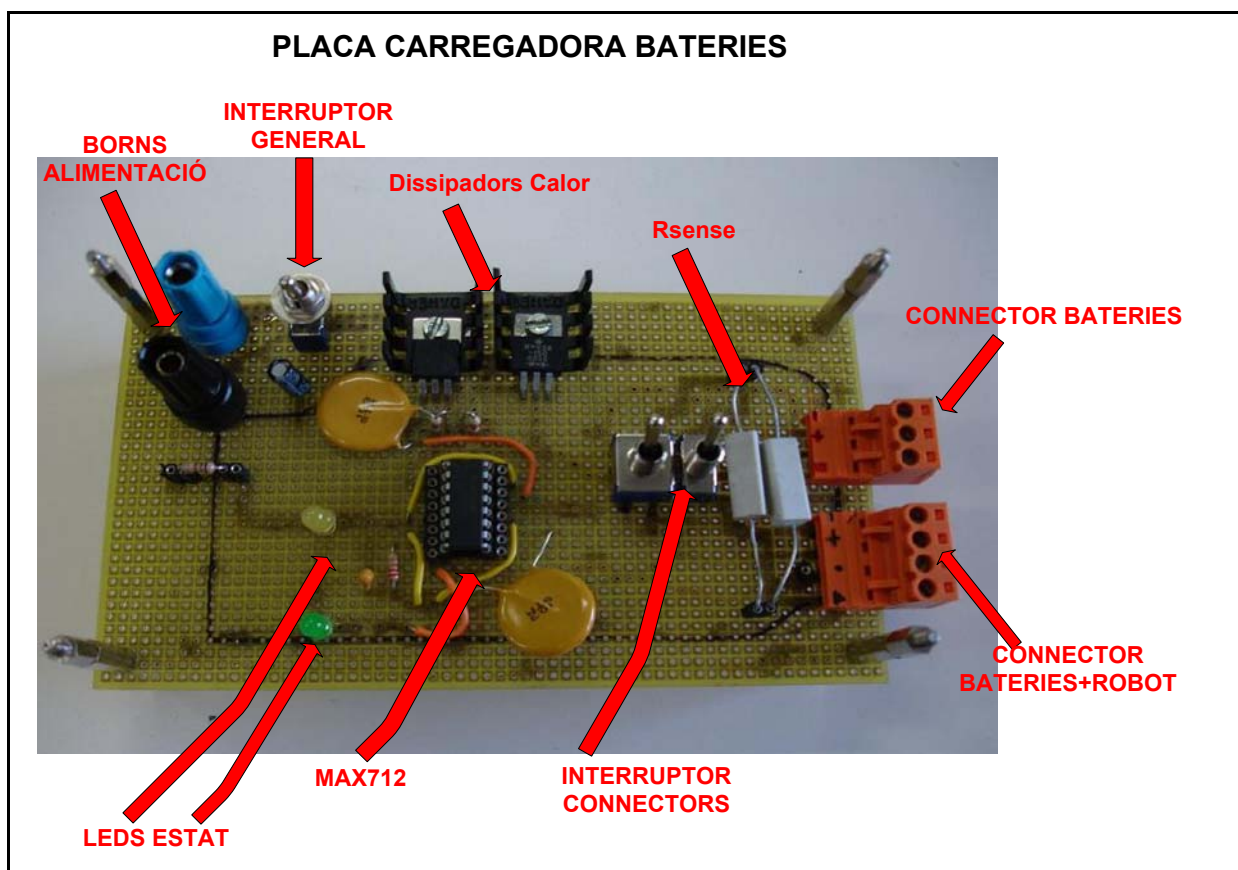 PLACA CARREGADORA BATERIES
INTERRUPTOR
GENERAL
BORNS
ALIMENTACIÓ
Dissipadors Calor
Rsense
CONNECTOR BATERIES
+
+
-
CONNECTOR
BATERIES+ROBOT
MAX712
INTERRUPTOR
CONNECTORS
LEDS ESTAT